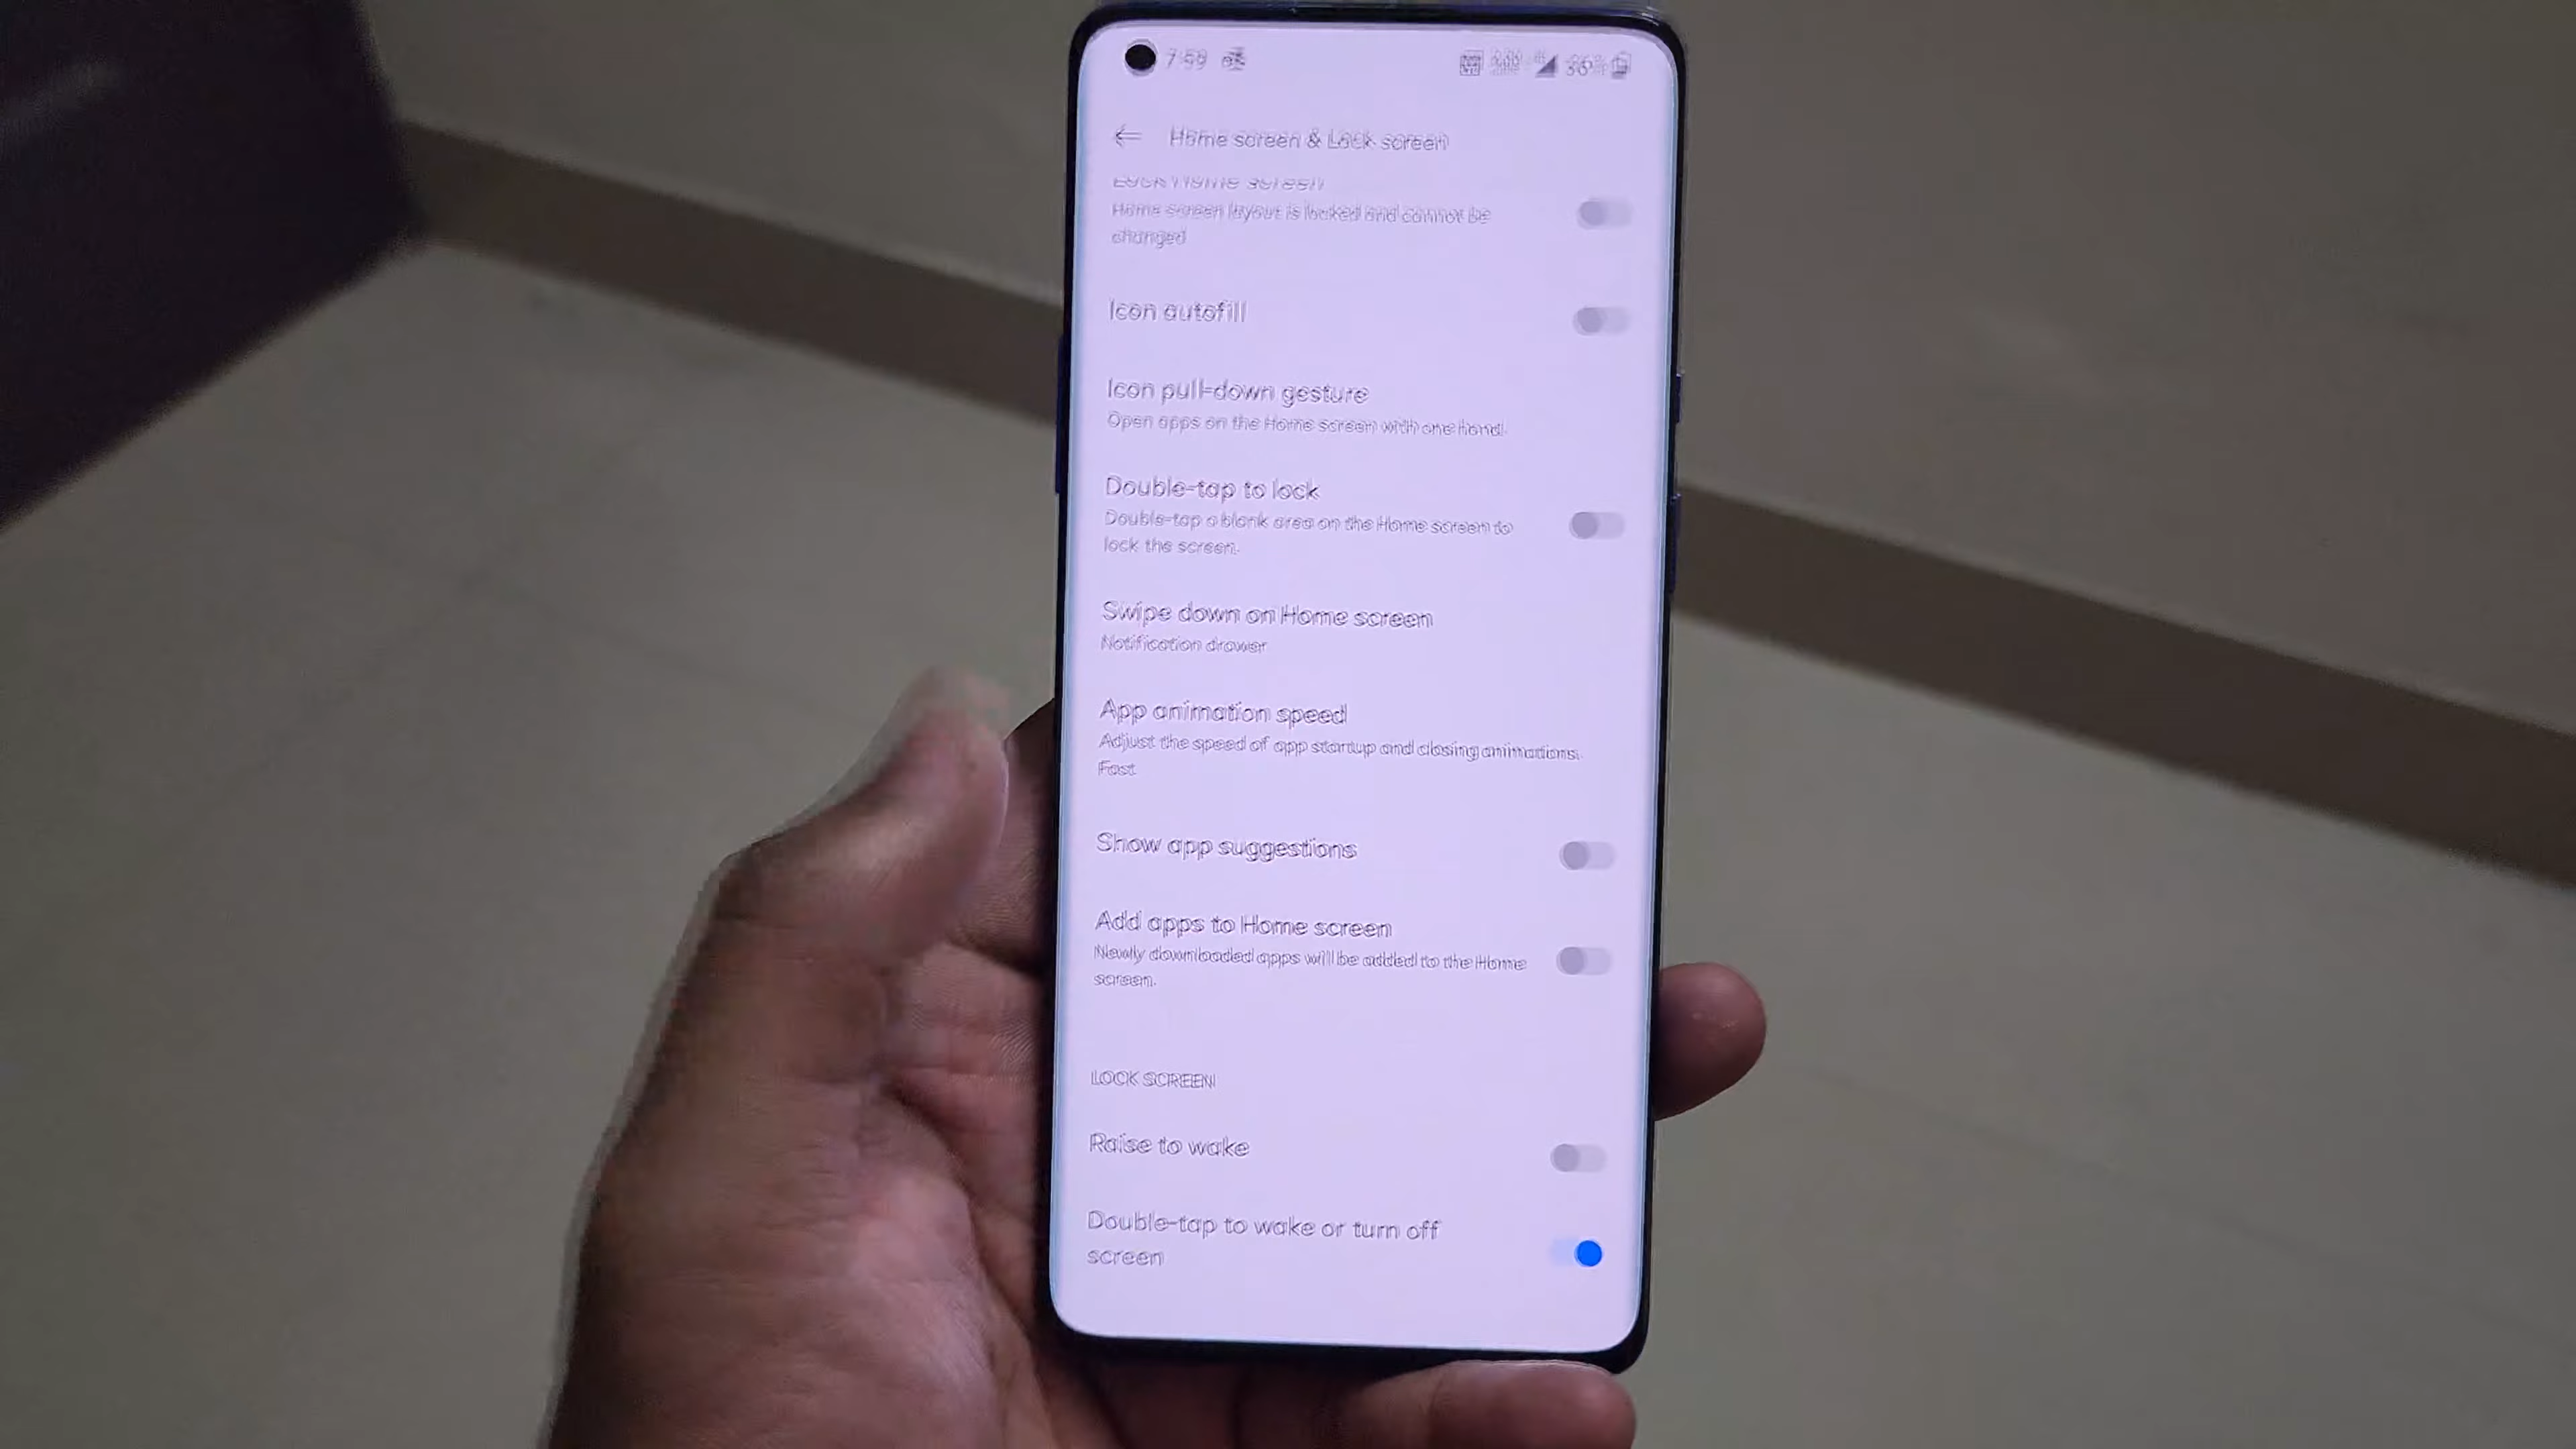 7:59
36%
Home screen & Lock screen
Lock Home screen
Home screen layout is locked and cannot be
changed
Icon autofill
Icon pull-down gesture
Open apps on the Home screen with one hand.
Double-tap to lock
Double-tap a blank area on the Home screen to
lock the screen.
Swipe down on Home screen
Notification drawer
App animation speed
Adjust the speed of app startup and closing animations.
Fast
Show app suggestions
Add apps to Home screen
Newly downloaded apps will be added to the Home
screen.
LOCK SCREEN
Raise to wake
Double-tap to wake or turn off
screen